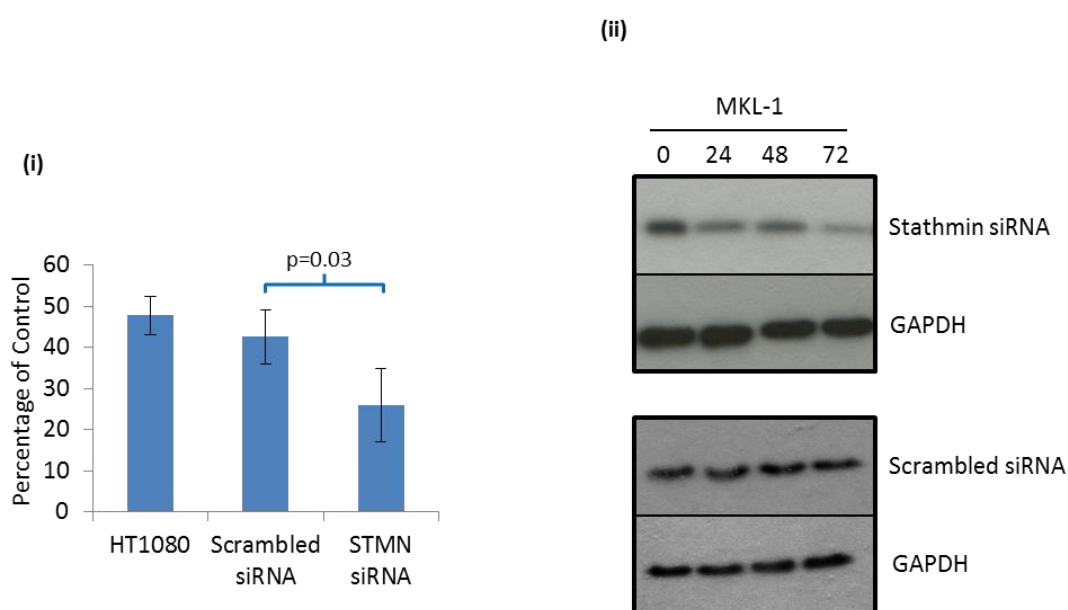 (i)
60
50
40
30
20
10
0
Percentage of Control
p=0.03
HT1080
Scrambled
siRNA
STMN
siRNA
(ii)
MKL-1
0 24 48 72
Stathmin siRNA
GAPDH
Scrambled siRNA
GAPDH